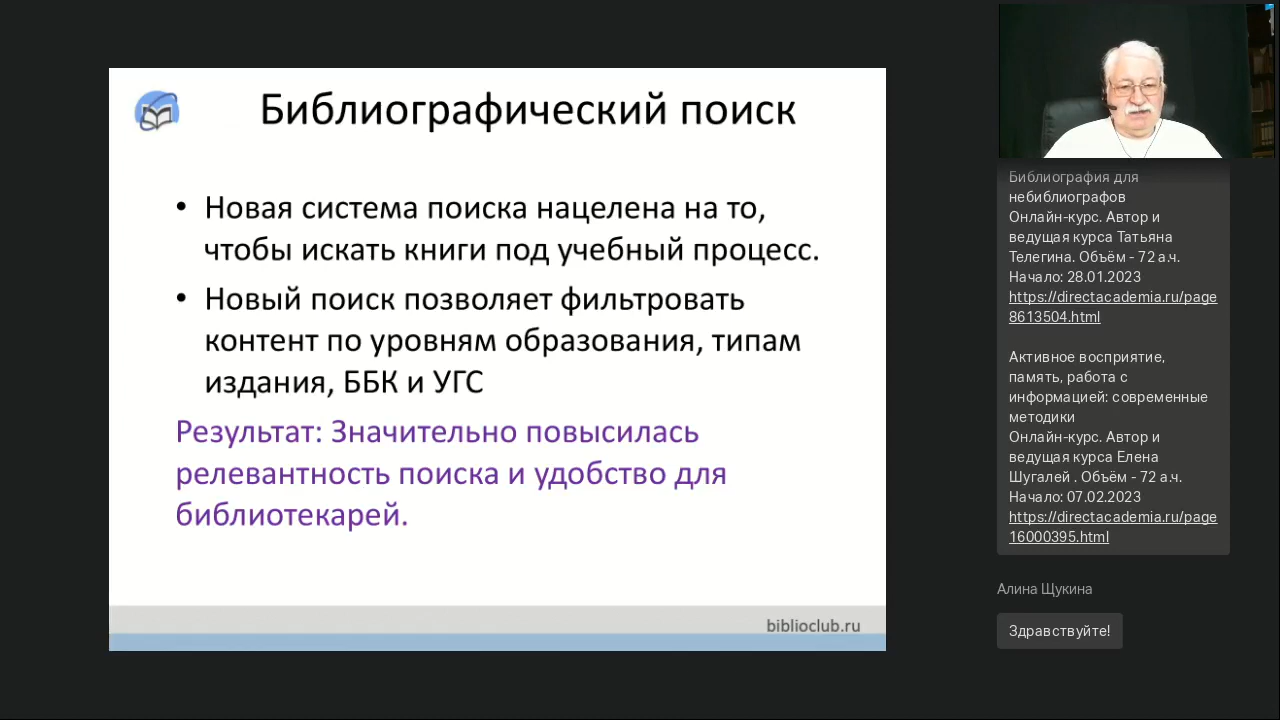 Библиографический поиск
• Новая система поиска нацелена на то,
чтобы искать книги под учебный процесс.
• Новый поиск позволяет фильтровать
контент по уровням образования, типам
издания, ББК и УГС
Результат: Значительно повысилась
релевантность поиска и удобство для
библиотекарей.
biblioclub.ru
Библиография для
небиблиографов
Онлайн-курс. Автор и
ведущая курса Татьяна
Телегина. Объём - 72 а.ч.
Начало: 28.01.2023
https://directacademia.ru/page
8613504.html
Активное восприятие,
память, работа с
информацией: современные
методики
Онлайн-курс. Автор и
ведущая курса Елена
Шугалей . Объём - 72 а.ч.
Начало: 07.02.2023
https://directacademia.ru/page
16000395.html
Алина Щукина
Здравствуйте!